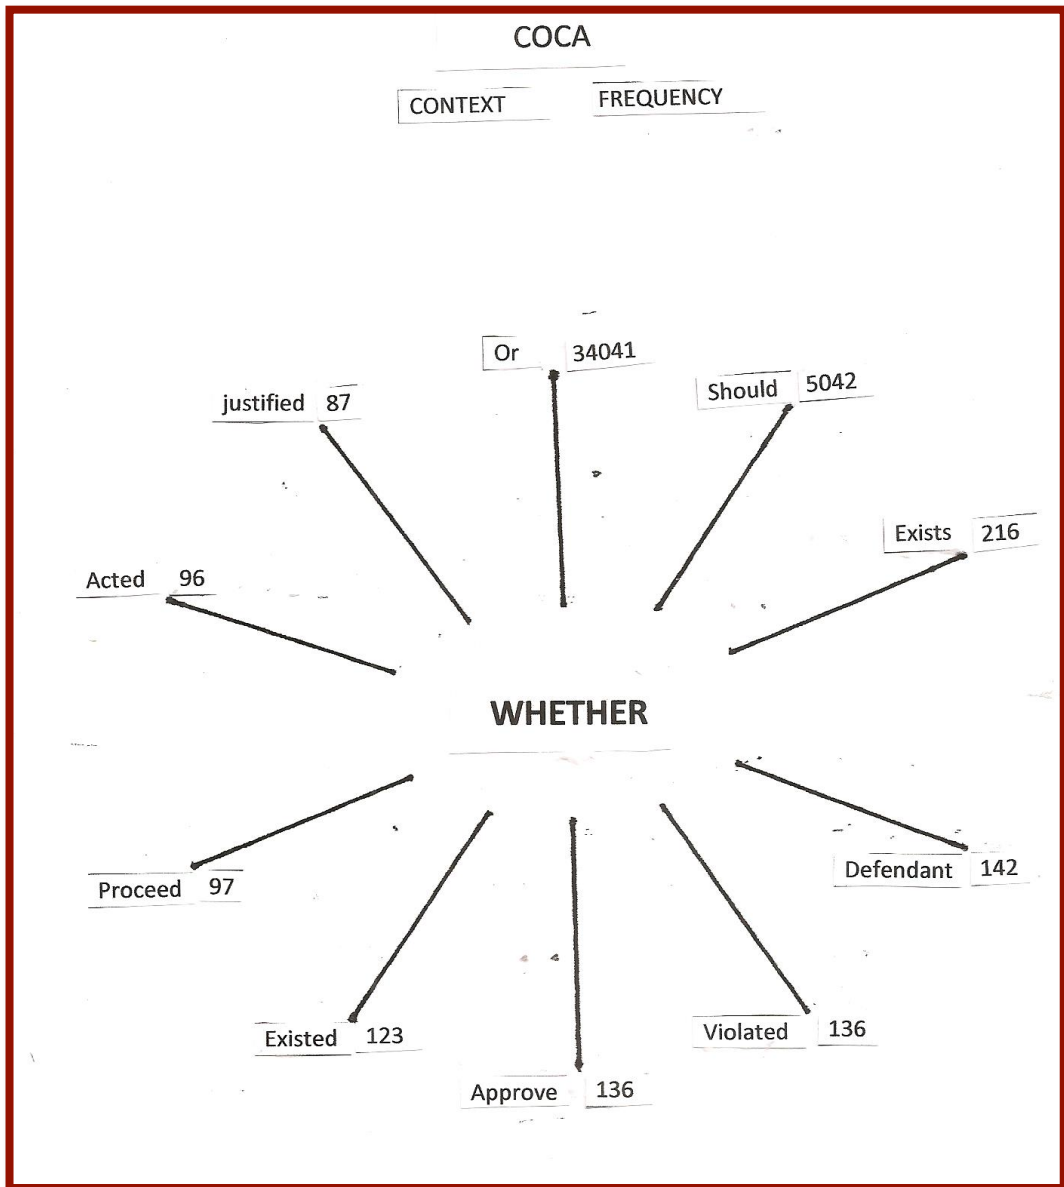 COCA
CONTEXT FREQUENCY
Or 34041
Should 5042
justified 87
Exists 216
Acted 96
WHETHER
Defendant 142
Proceed 97
Violated 136
Existed 123
Approve 136